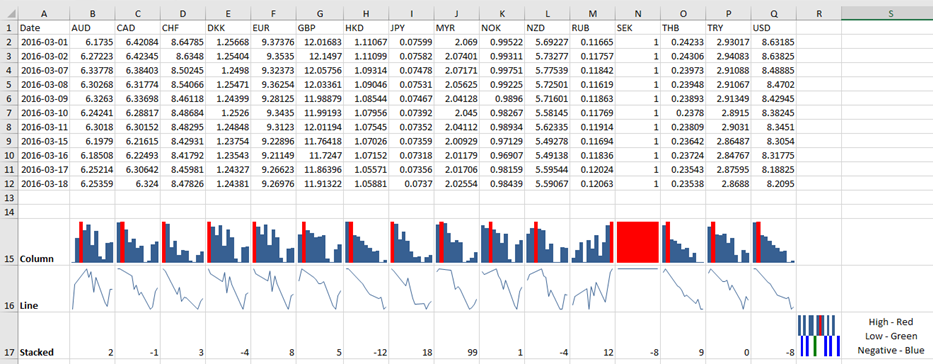 A B C D E F G H I J K L M N O P Q R S
1 Date AUD CAD CHF DKK EUR GBP HKD JPY MYR NOK NZD RUB SEK THB TRY USD
2 2016-03-01 6.1735 6.42084 8.64785 1.25668 9.37376 12.01683 1.11067 0.07599 2.069 0.99522 5.69227 0.11665 1 0.24233 2.93017 8.63185
3 2016-03-02 6.27223 6.42345 8.6348 1.25404 9.3535 12.1497 1.11099 0.07582 2.07401 0.99311 5.73277 0.11757 1 0.24306 2.94083 8.63825
4 2016-03-07 6.33778 6.38403 8.50245 1.2498 9.32373 12.05756 1.09314 0.07478 2.07171 0.99751 5.77539 0.11842 1 0.23973 2.91088 8.48885
5 2016-03-08 6.30268 6.31774 8.54066 1.25471 9.36254 12.03361 1.09046 0.07531 2.05625 0.99225 5.72501 0.11619 1 0.23948 2.91067 8.4702
6 2016-03-09 6.3263 6.33698 8.46118 1.24399 9.28125 11.98879 1.08544 0.07467 2.04128 0.9896 5.71601 0.11863 1 0.23893 2.91349 8.42945
7 2016-03-10 6.24241 6.28817 8.48684 1.2526 9.3435 11.99193 1.07956 0.07392 2.045 0.98267 5.58145 0.11769 1 0.2378 2.8915 8.38245
8 2016-03-11 6.3018 6.30152 8.48295 1.24848 9.3123 12.01194 1.07545 0.07352 2.04112 0.98934 5.62335 0.11914 1 0.23809 2.9031 8.3451
9 2016-03-15 6.1979 6.21615 8.42931 1.23754 9.22896 11.76418 1.07026 0.07359 2.00929 0.97129 5.49278 0.11694 1 0.23642 2.86487 8.3054
10 2016-03-16 6.18508 6.22493 8.41792 1.23543 9.21149 11.7247 1.07152 0.07318 2.01179 0.96907 5.49138 0.11836 1 0.23724 2.84767 8.31775
11 2016-03-17 6.25214 6.30642 8.45981 1.24327 9.26623 11.86396 1.05571 0.07356 2.01706 0.98159 5.59544 0.12024 1 0.23543 2.87595 8.18825
12 2016-03-18 6.25359 6.324 8.47826 1.24381 9.26976 11.91322 1.05881 0.0737 2.02554 0.98439 5.59067 0.12063 1 0.23538 2.8688 8.2095
13
14
15 Column
16 Line
High - Red
Low - Green
17 Stacked 2 -1 3 -4 8 5 -12 18 99 1 -4 12 -8 9 0 -8 Negative - Blue